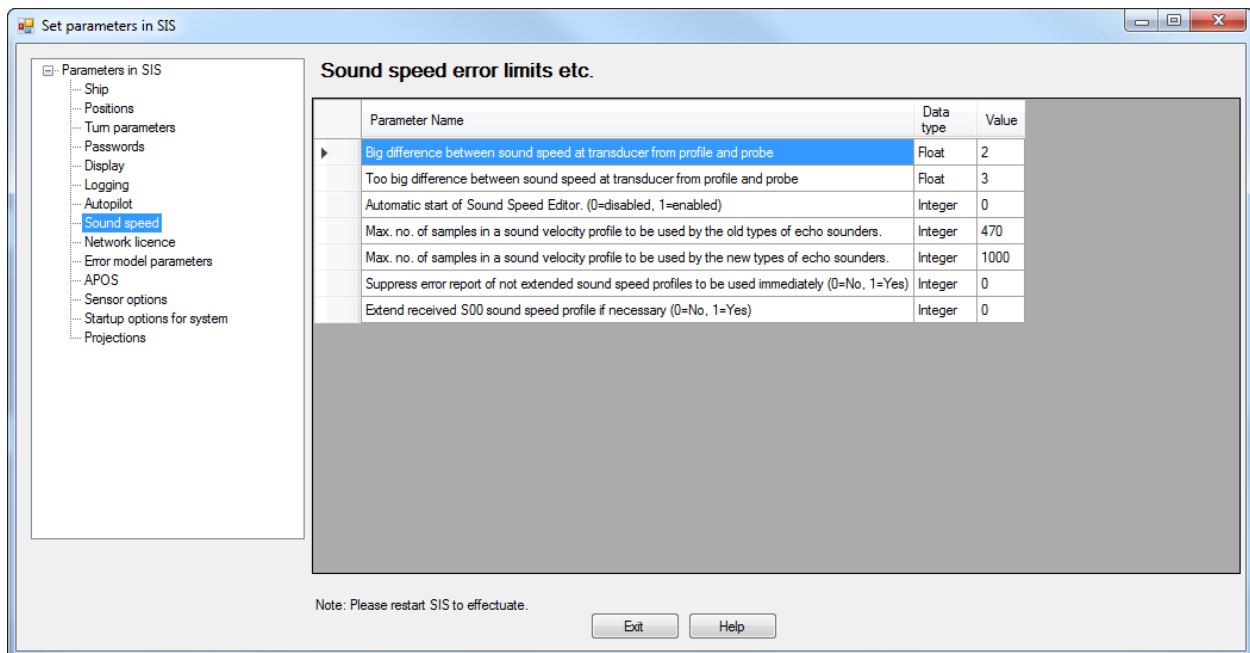 Set parameters in SIS
Parameters in SIS
Ship
Positions
Turn parameters
Passwords
Display
Logging
Autopilot
Sound speed
Network licence
Error model parameters
APOS
Sensor options
Startup options for system
Projections
Sound speed error limits etc.
Parameter Name Data type Value
Big difference between sound speed at transducer from profile and probe Float 2
Too big difference between sound speed at transducer from profile and probe Float 3
Automatic start of Sound Speed Editor. (0=disabled, 1=enabled) Integer 0
Max. no. of samples in a sound velocity profile to be used by the old types of echo sounders. Integer 470
Max. no. of samples in a sound velocity profile to be used by the new types of echo sounders. Integer 1000
Suppress error report of not extended sound speed profiles to be used immediately (0=No, 1=Yes) Integer 0
Extend received S00 sound speed profile if necessary (0=No, 1=Yes) Integer 0
Note: Please restart SIS to effectuate.
Exit Help